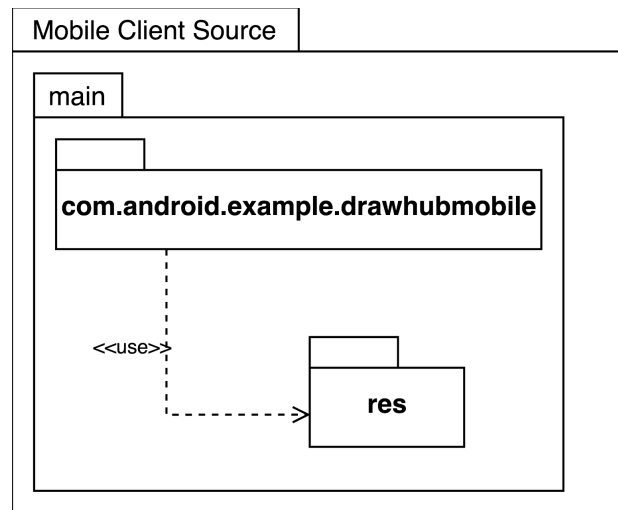 Mobile Client Source
main
com.android.example.drawhubmobile
<<use>>
res